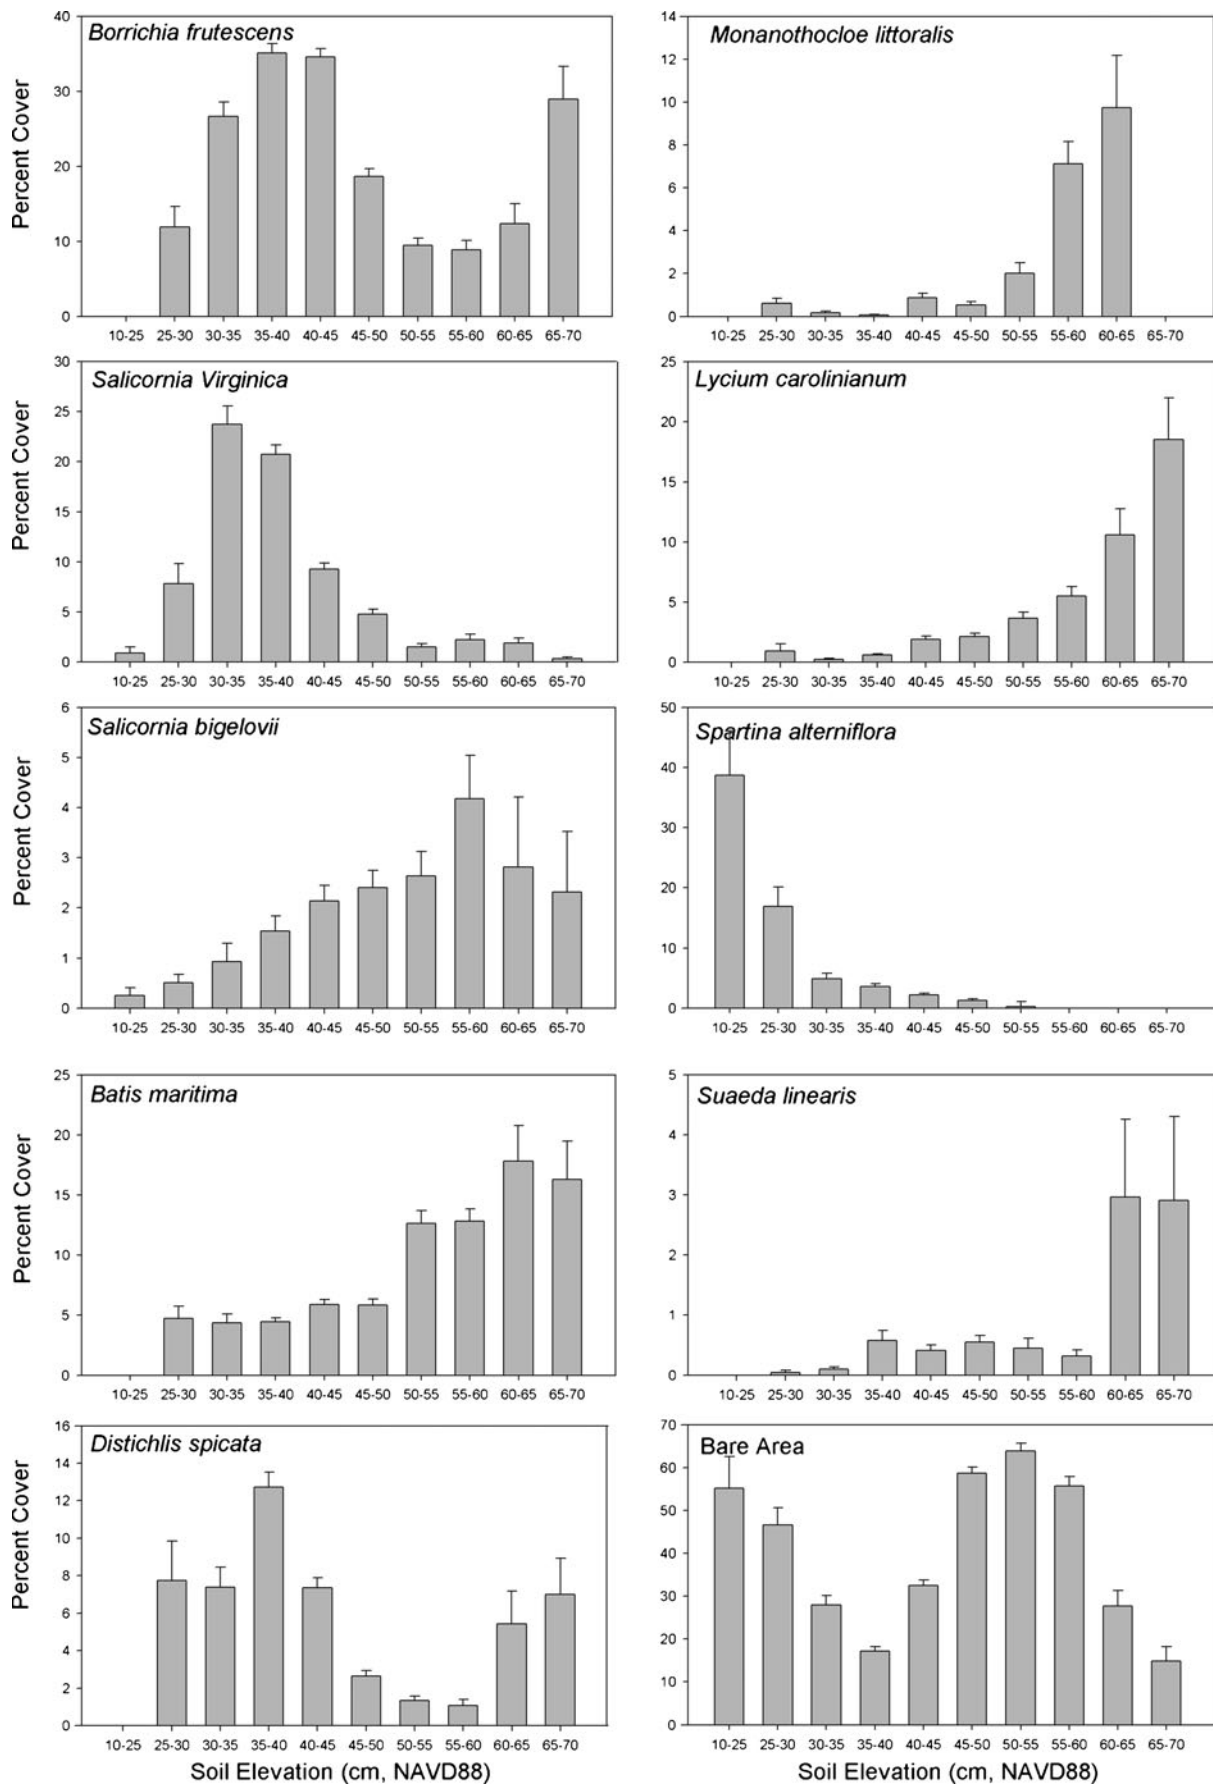 Borrichia frutescens
Percent Cover
40
30
20
10
0
10-25 25-30 30-35 35-40 40-45 45-50 50-55 55-60 60-65 65-70
Monanothocloe littoralis
14
12
10
8
6
4
2
0
10-25 25-30 30-35 35-40 40-45 45-50 50-55 55-60 60-65 65-70
Salicornia Virginica
Percent Cover
30
25
20
15
10
5
0
10-25 25-30 30-35 35-40 40-45 45-50 50-55 55-60 60-65 65-70
Lycium carolinianum
25
20
15
10
5
0
10-25 25-30 30-35 35-40 40-45 45-50 50-55 55-60 60-65 65-70
Salicornia bigelovii
Percent Cover
6
5
4
3
2
1
0
10-25 25-30 30-35 35-40 40-45 45-50 50-55 55-60 60-65 65-70
Spartina alterniflora
50
40
30
20
10
0
10-25 25-30 30-35 35-40 40-45 45-50 50-55 55-60 60-65 65-70
Batis maritima
Percent Cover
25
20
15
10
5
0
10-25 25-30 30-35 35-40 40-45 45-50 50-55 55-60 60-65 65-70
Suaeda linearis
5
4
3
2
1
0
10-25 25-30 30-35 35-40 40-45 45-50 50-55 55-60 60-65 65-70
Distichlis spicata
Percent Cover
16
14
12
10
8
6
4
2
0
10-25 25-30 30-35 35-40 40-45 45-50 50-55 55-60 60-65 65-70
Soil Elevation (cm, NAVD88)
Bare Area
70
60
50
40
30
20
10
0
10-25 25-30 30-35 35-40 40-45 45-50 50-55 55-60 60-65 65-70
Soil Elevation (cm, NAVD88)